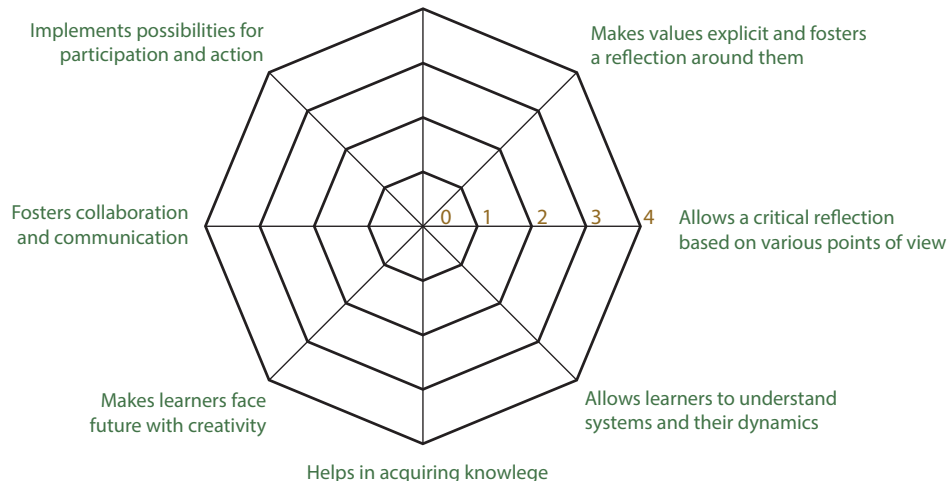 Implements possibilities for
participation and action
Makes values explicit and fosters
a reflection around them
Fosters collaboration
and communication
0 1 2 3 4
Allows a critical reflection
based on various points of view
Makes learners face
future with creativity
Allows learners to understand
systems and their dynamics
Helps in acquiring knowlege